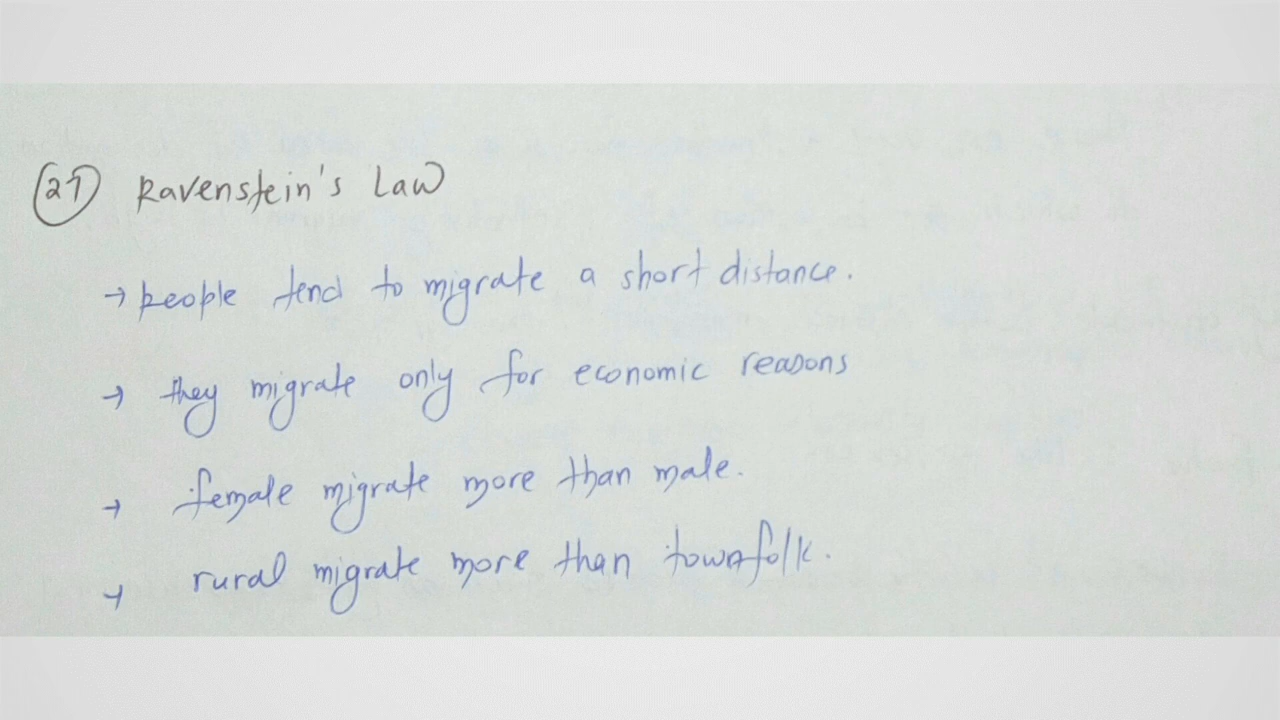 27 Ravenstein's Law
→ people tend to migrate a short distance.
→ they migrate only for economic reasons
→ female migrate more than male.
→ rural migrate more than townfolk.